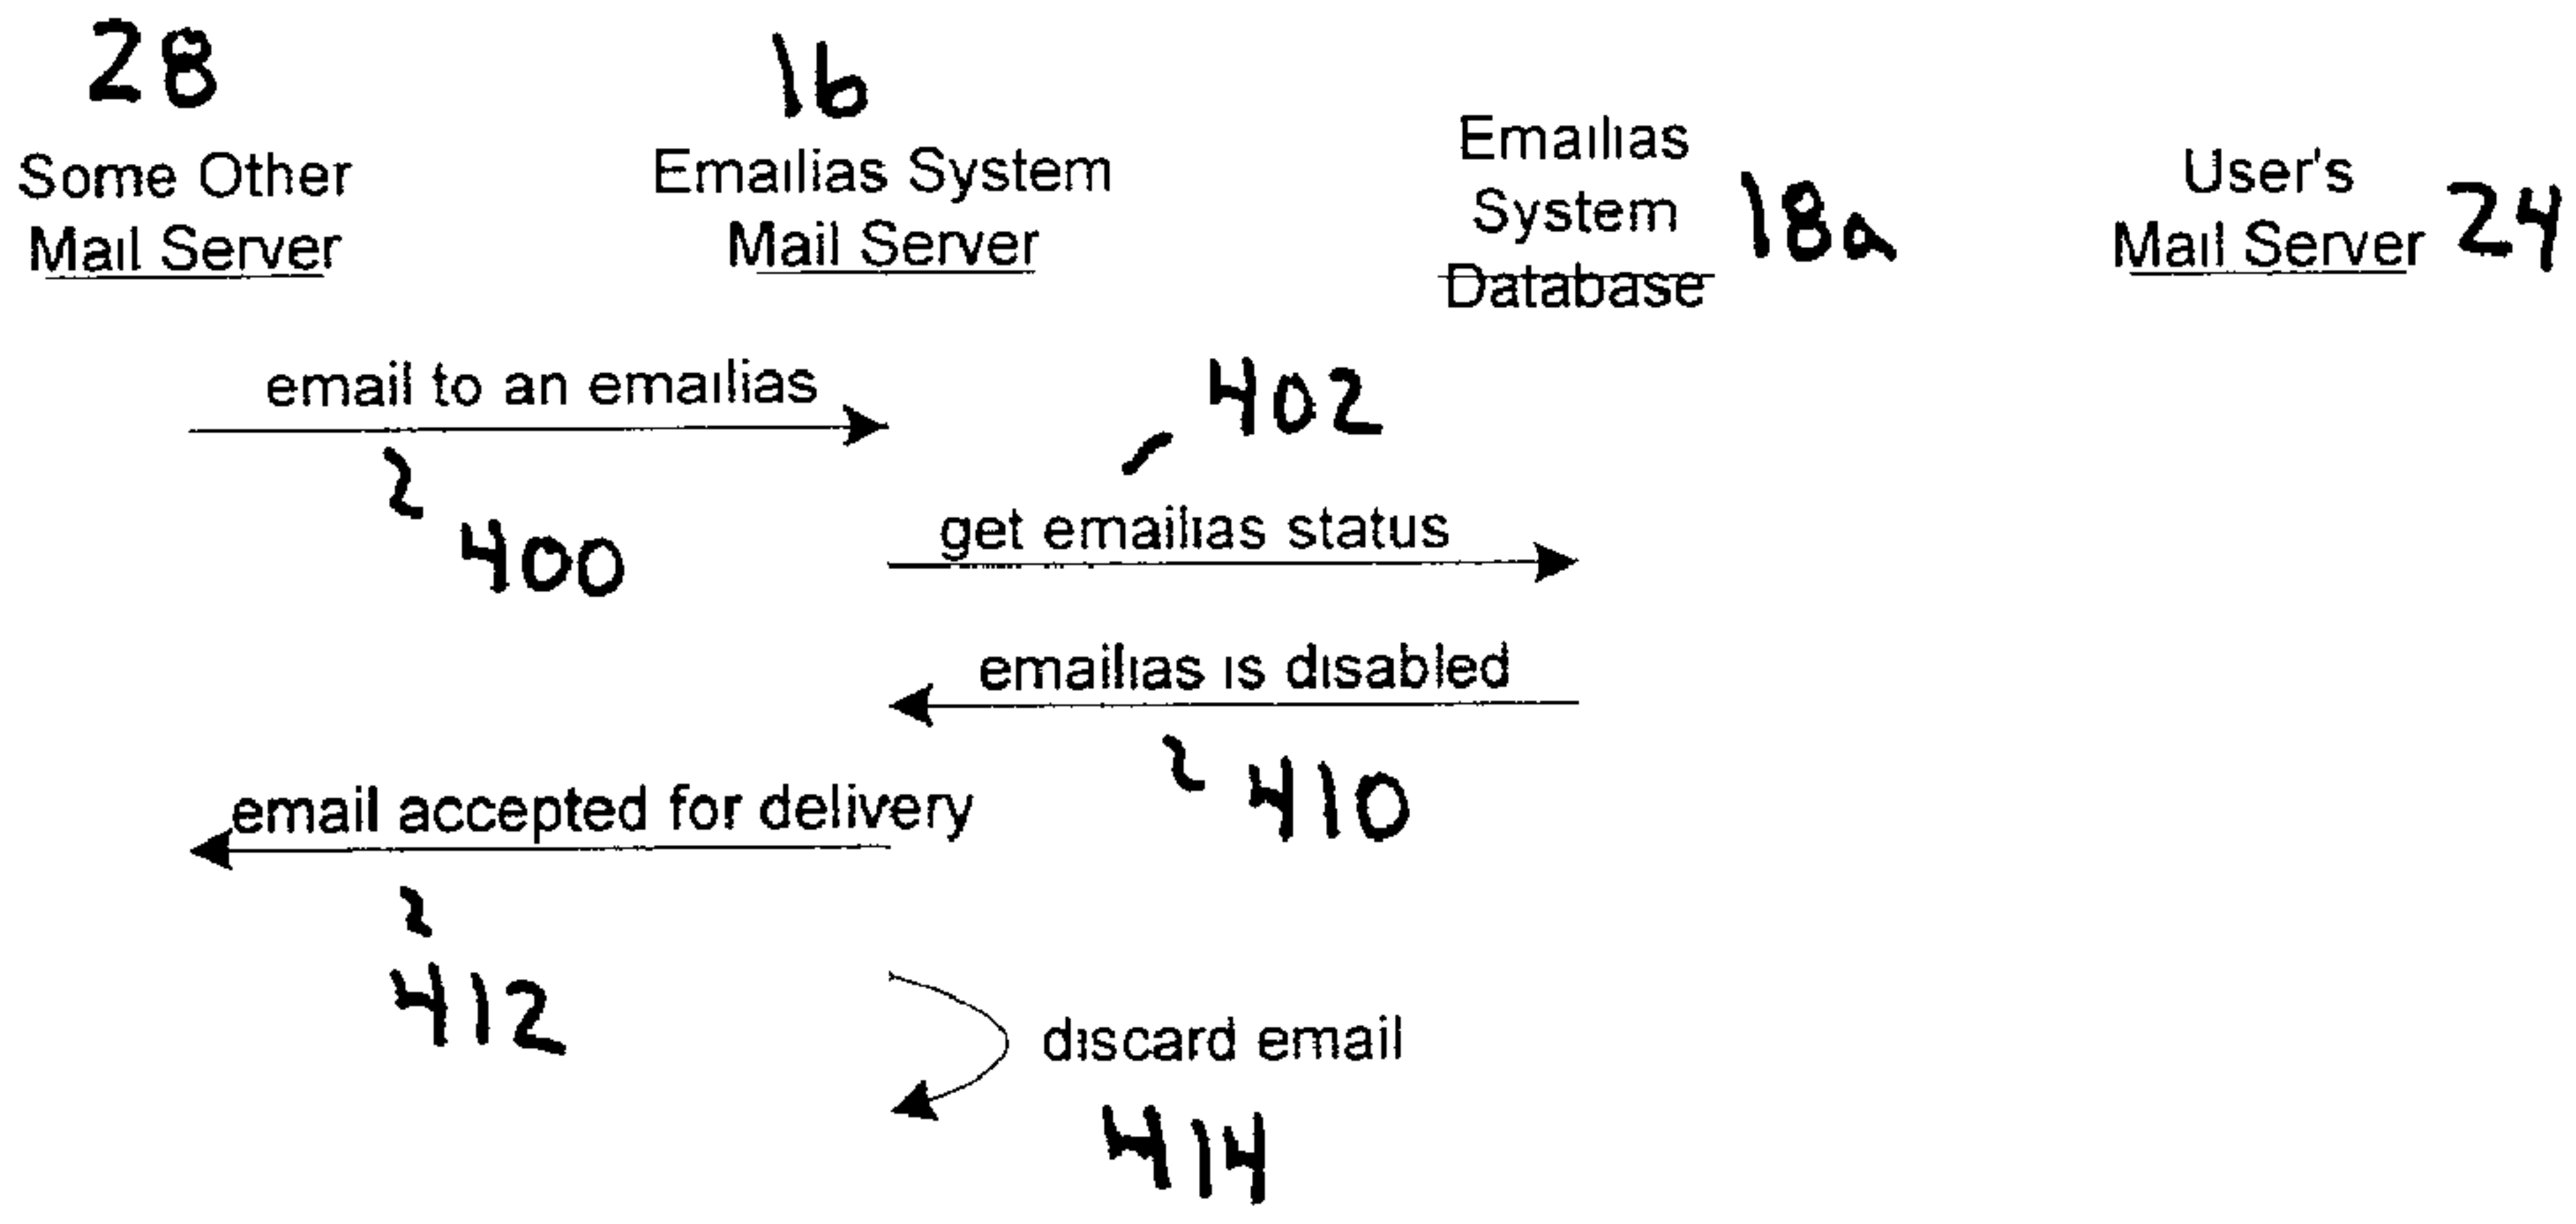 28
Some Other
Mail Server
16
Emailias System
Mail Server
Emailias
System
Database
18a
User's
Mail Server
24
email to an emailias
400
402
get emailias status
emailias is disabled
410
email accepted for delivery
412
discard email
414